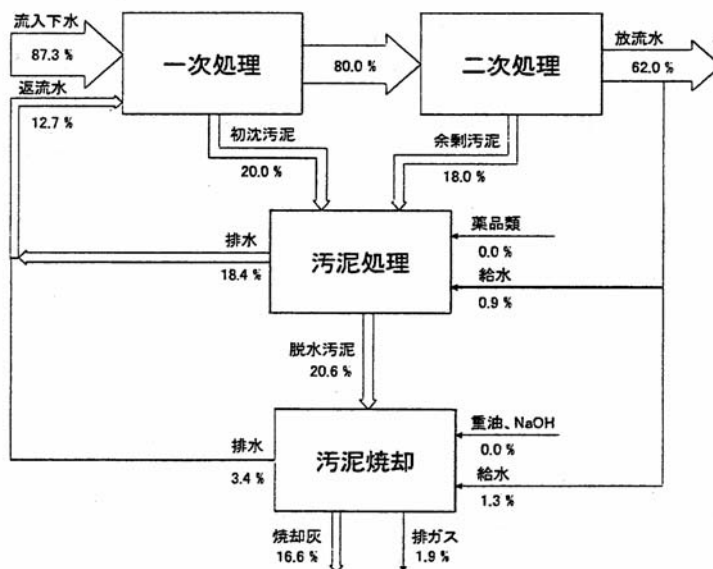 流入下水
87.3 %
返流水
12.7 %
一次処理
80.0 %
二次処理
放流水
62.0 %
初沈汚泥
20.0 %
余剰汚泥
18.0 %
排水
18.4 %
汚泥処理
薬品類
0.0 %
給水
0.9 %
脱水汚泥
20.6 %
排水
3.4 %
汚泥焼却
重油、NaOH
0.0 %
給水
1.3 %
焼却灰
16.6 %
排ガス
1.9 %